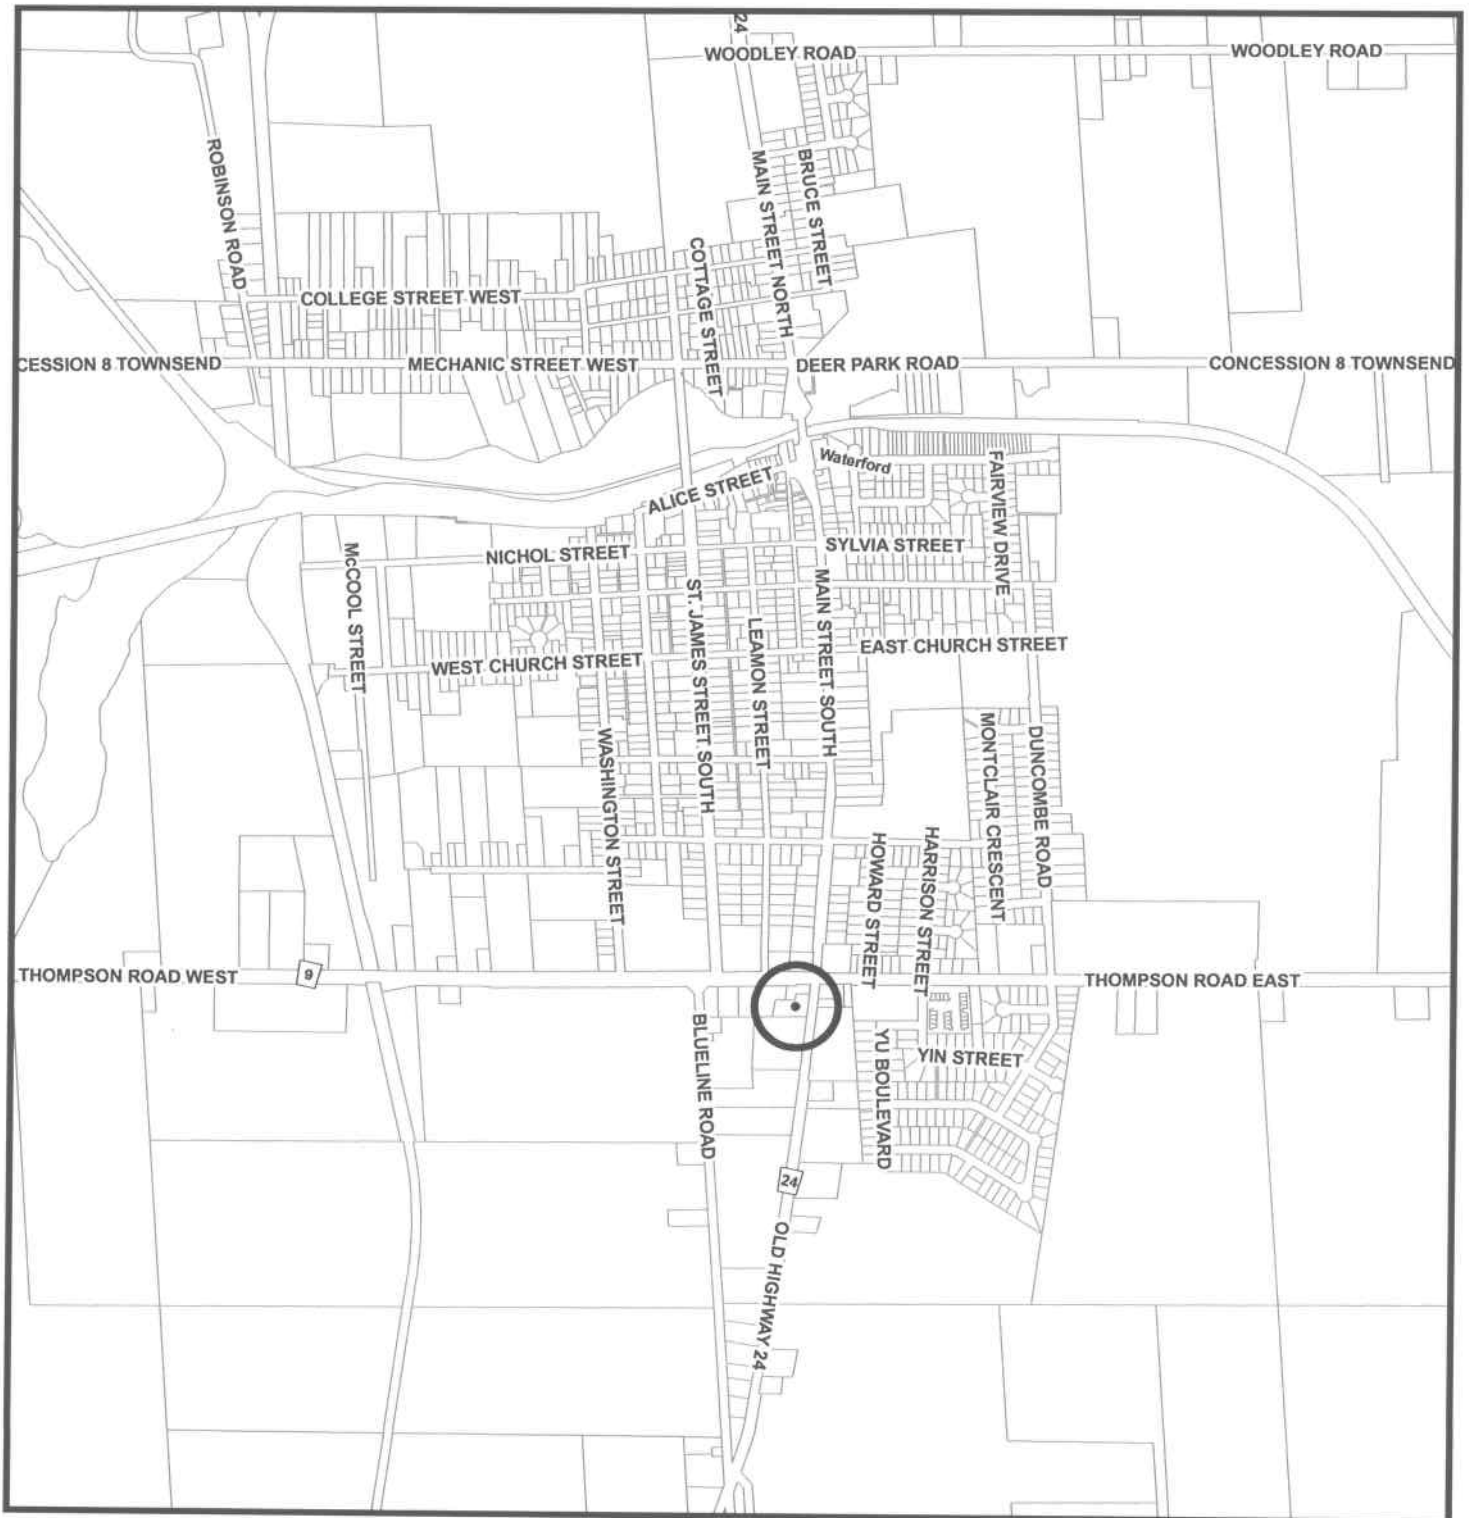 24
WOODLEY ROAD
WOODLEY ROAD
ROBINSON ROAD
MAIN STREET NORTH
BRUCE STREET
COTTAGE STREET
COLLEGE STREET WEST
CESSION 8 TOWNSEND
MECHANIC STREET WEST
DEER PARK ROAD
CONCESSION 8 TOWNSEND
Waterford
FAIRVIEW DRIVE
ALICE STREET
NICHOL STREET
SYLVIA STREET
McCOOL STREET
ST. JAMES STREET SOUTH
LEAMON STREET
MAIN STREET SOUTH
EAST CHURCH STREET
WEST CHURCH STREET
WASHINGTON STREET
MONTCLAIR CRESCENT
DUNCOMBE ROAD
HOWARD STREET
HARRISON STREET
THOMPSON ROAD WEST
9
THOMPSON ROAD EAST
BLUELINE ROAD
YU BOULEVARD
YIN STREET
24
OLD HIGHWAY 24